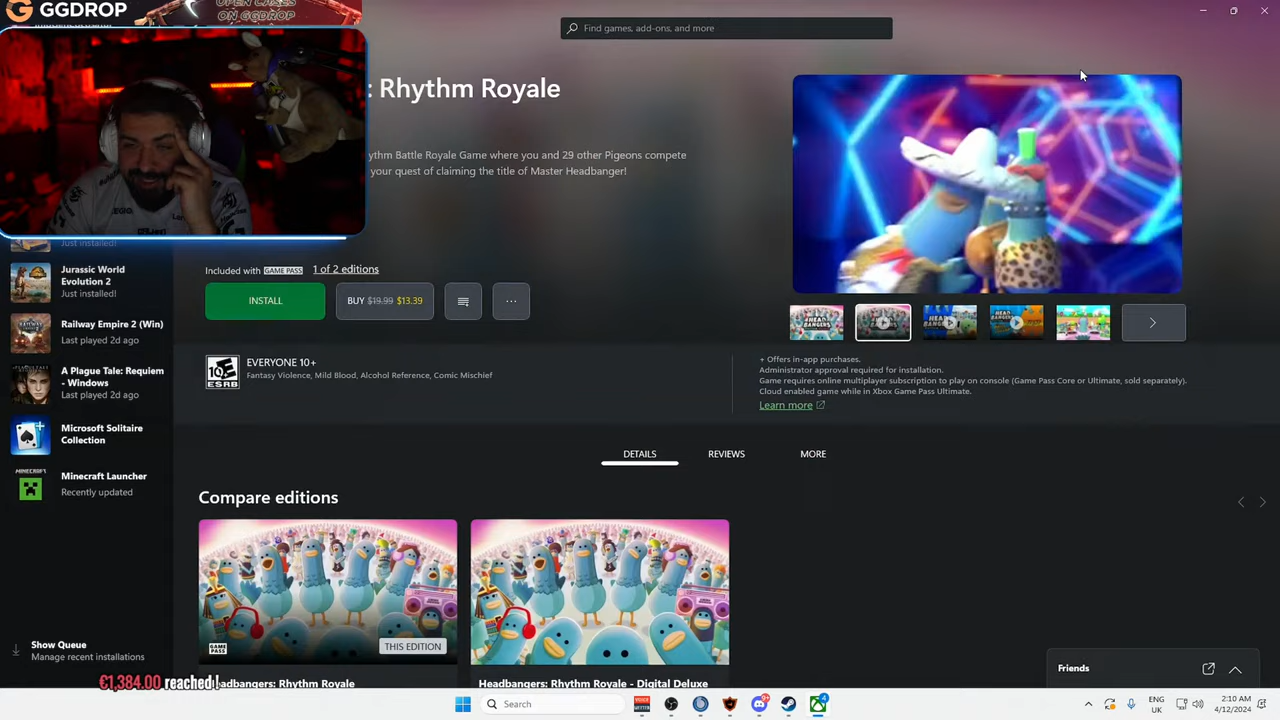 GGDROP
OPEN CASES
ON GGDROP
Find games, add-ons, and more
: Rhythm Royale
ythm Battle Royale Game where you and 29 other Pigeons compete
your quest of claiming the title of Master Headbanger!
Just installed!
Jurassic World
Evolution 2
Just installed!
Railway Empire 2 (Win)
Last played 2d ago
A Plague Tale: Requiem
- Windows
Last played 2d ago
Microsoft Solitaire
Collection
MINECRAFT
Minecraft Launcher
Recently updated
Included with GAME PASS 1 of 2 editions
INSTALL
BUY $19.99 $13.39
...
HEAD BANGERS
EVERYONE 10+
Fantasy Violence, Mild Blood, Alcohol Reference, Comic Mischief
ESRB
+ Offers in-app purchases.
Administrator approval required for installation.
Game requires online multiplayer subscription to play on console (Game Pass Core or Ultimate, sold separately).
Cloud enabled game while in Xbox Game Pass Ultimate.
Learn more
DETAILS
REVIEWS
MORE
Compare editions
GAME PASS
THIS EDITION
eadbangers: Rhythm Royale
Headbangers: Rhythm Royale - Digital Deluxe
Show Queue
Manage recent installations
€1,384.00 reached !
Friends
Search
ENG
UK
2:10 AM
4/12/2024